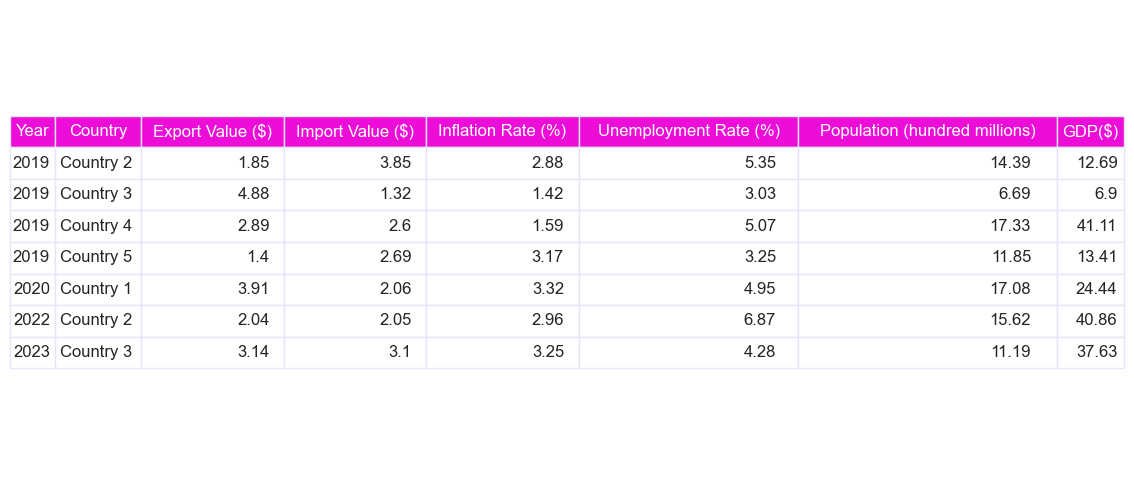 Year Country Export Value ($) Import Value ($) Inflation Rate (%) Unemployment Rate (%) Population (hundred millions) GDP($)
2019 Country 2 1.85 3.85 2.88 5.35 14.39 12.69
2019 Country 3 4.88 1.32 1.42 3.03 6.69 6.9
2019 Country 4 2.89 2.6 1.59 5.07 17.33 41.11
2019 Country 5 1.4 2.69 3.17 3.25 11.85 13.41
2020 Country 1 3.91 2.06 3.32 4.95 17.08 24.44
2022 Country 2 2.04 2.05 2.96 6.87 15.62 40.86
2023 Country 3 3.14 3.1 3.25 4.28 11.19 37.63